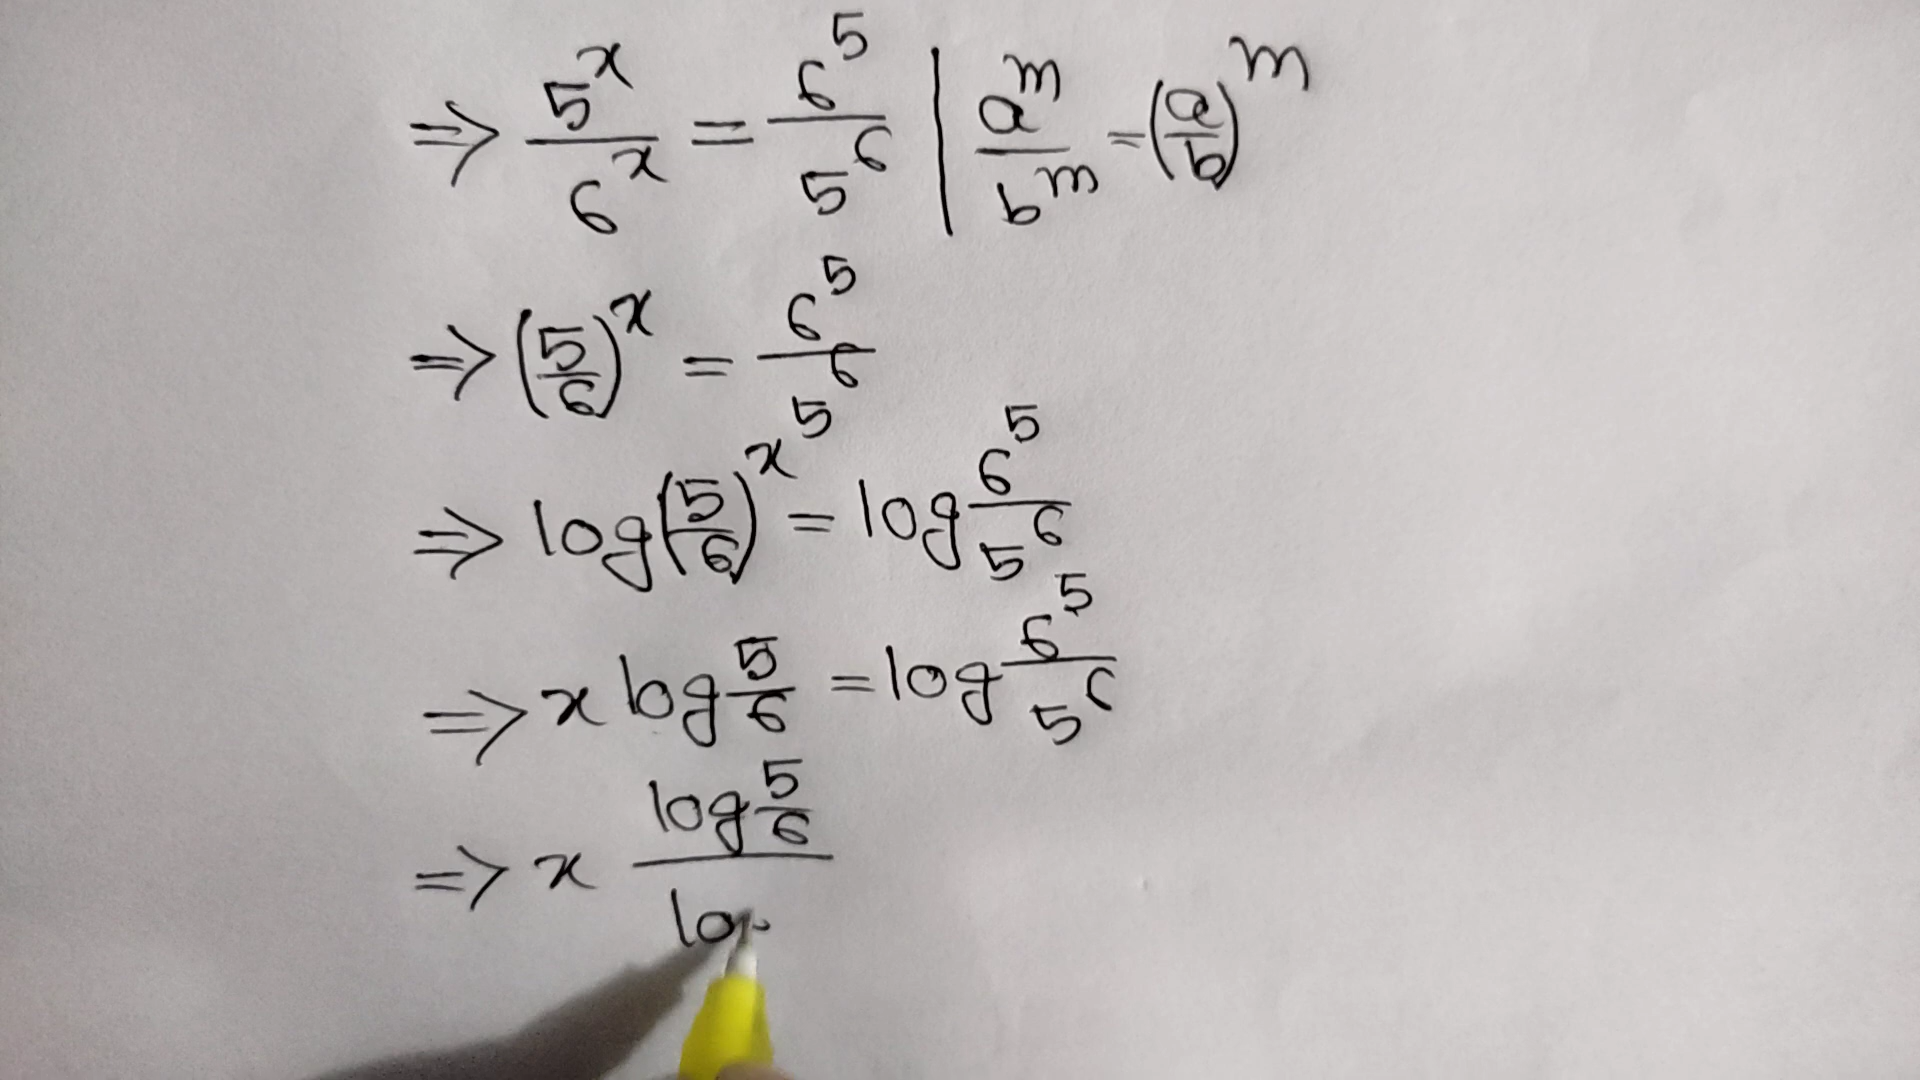 ⇒ 5^x/6^x = 6^5/5^6 | a^m/b^m = (a/b)^m
⇒ (5/6)^x = 6^5/5^6
⇒ log(5/6)^x = log 6^5/5^6
⇒ x log 5/6 = log 6^5/5^6
⇒ x log 5/6 / lo